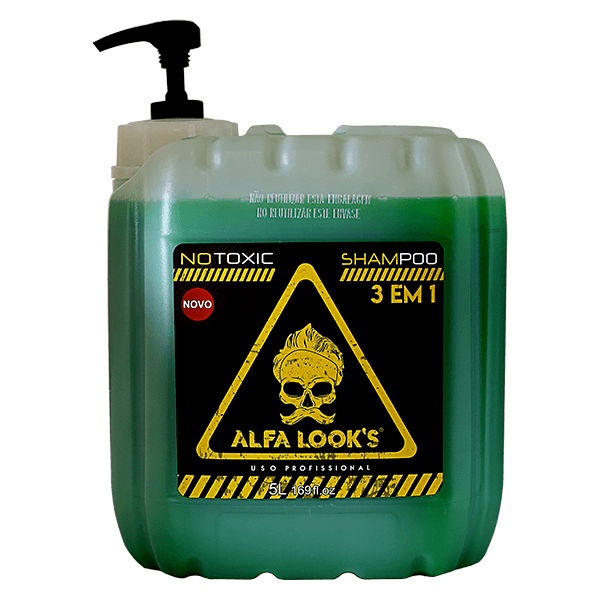 NÃO REUTILIZAR ESTA EMBALAGEM
NO REUTILIZAR ESTE ENVASE
NOTOXIC
SHAMPOO
3 EM 1
NOVO
ALFA LOOK'S®
USO PROFISSIONAL
5L 169fl.oz